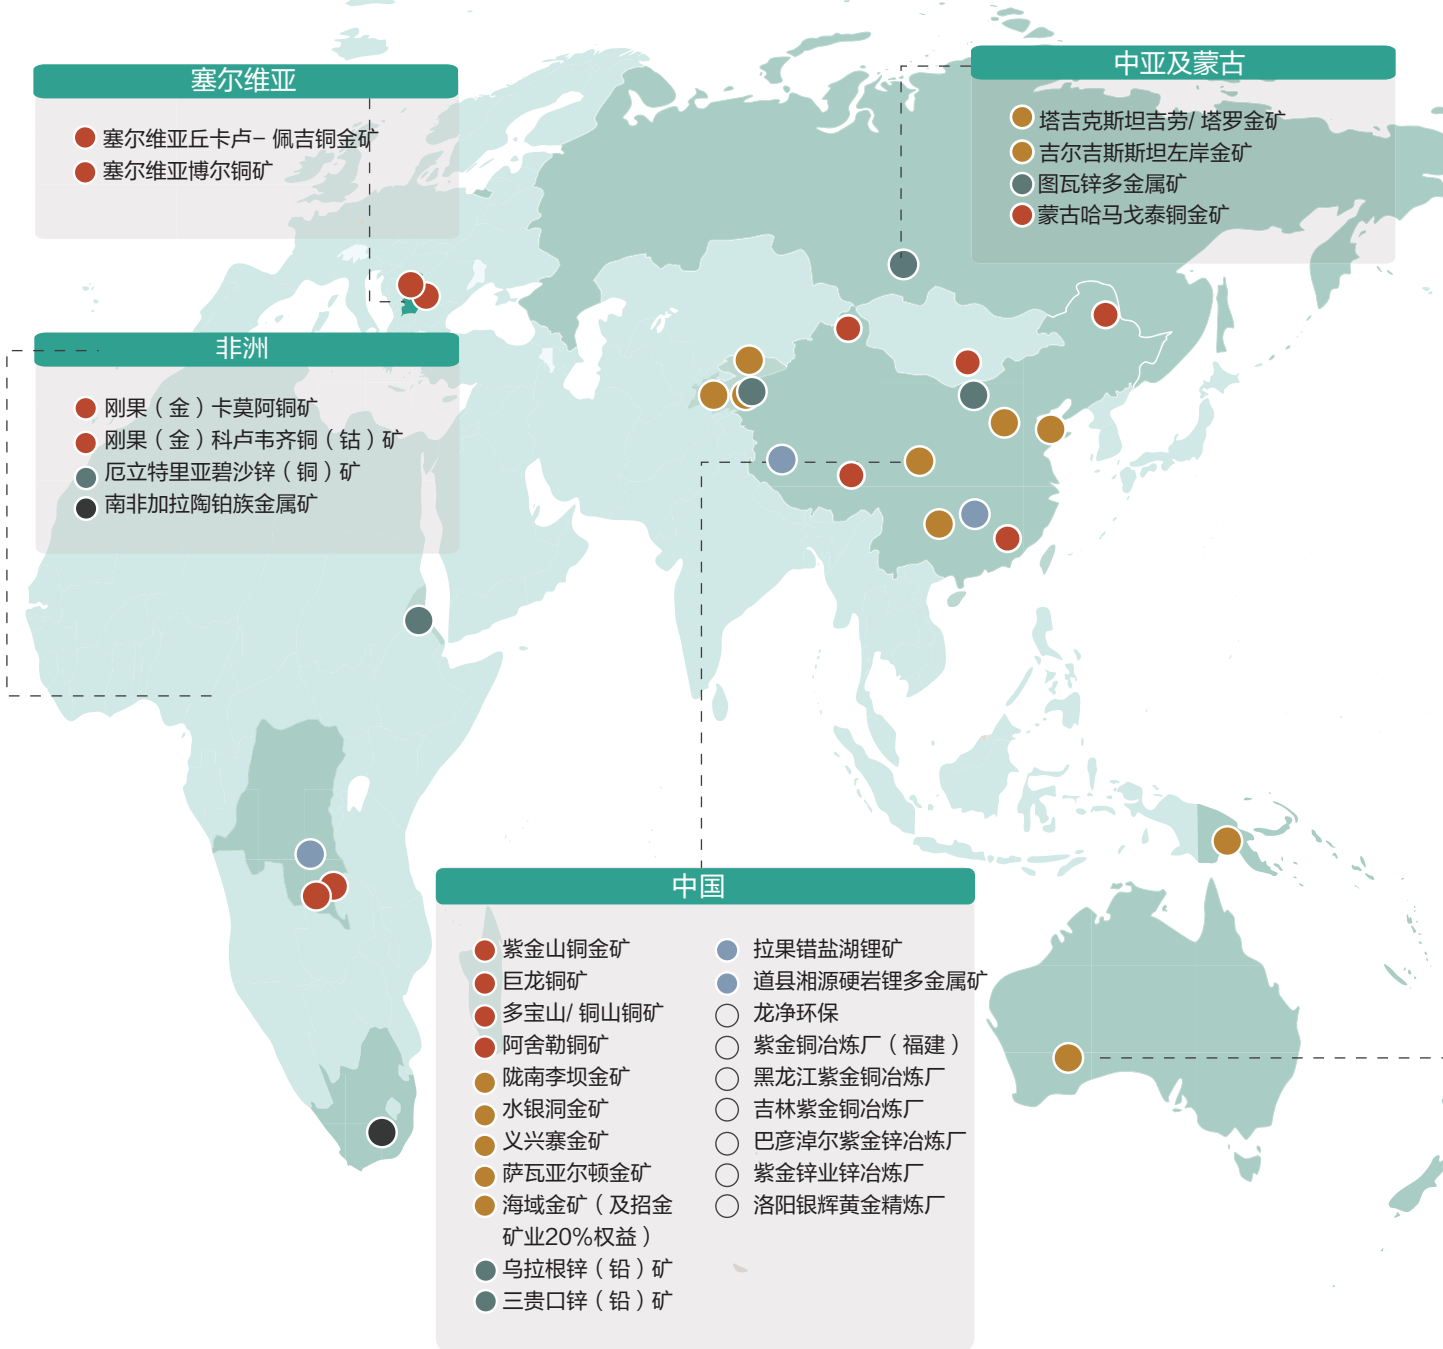 塞尔维亚
塞尔维亚丘卡卢– 佩吉铜金矿
塞尔维亚博尔铜矿
中亚及蒙古
塔吉克斯坦吉劳/ 塔罗金矿
吉尔吉斯斯坦左岸金矿
图瓦锌多金属矿
蒙古哈马戈泰铜金矿
非洲
刚果（金）卡莫阿铜矿
刚果（金）科卢韦齐铜（钴）矿
厄立特里亚碧沙锌（铜）矿
南非加拉陶铂族金属矿
中国
紫金山铜金矿
巨龙铜矿
多宝山/ 铜山铜矿
阿舍勒铜矿
陇南李坝金矿
水银洞金矿
义兴寨金矿
萨瓦亚尔顿金矿
海域金矿（及招金
矿业20%权益）
乌拉根锌（铅）矿
三贵口锌（铅）矿
拉果错盐湖锂矿
道县湘源硬岩锂多金属矿
龙净环保
紫金铜冶炼厂（福建）
黑龙江紫金铜冶炼厂
吉林紫金铜冶炼厂
巴彦淖尔紫金锌冶炼厂
紫金锌业锌冶炼厂
洛阳银辉黄金精炼厂